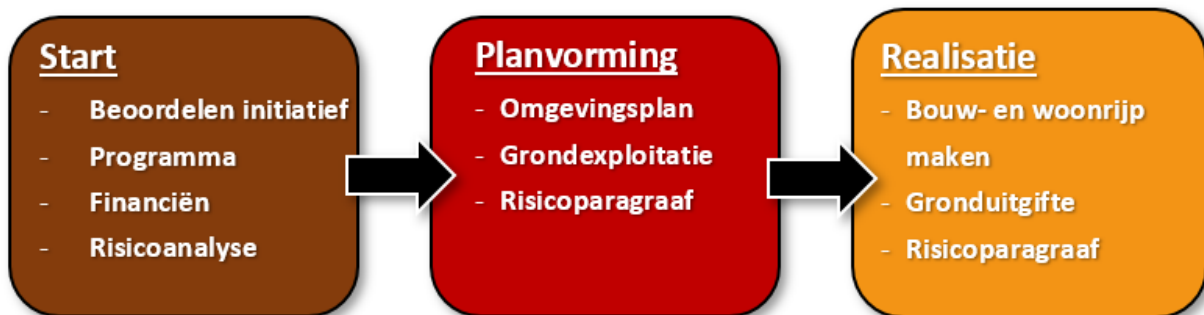 Start
- Beoordelen initiatief
- Programma
- Financiën
- Risicoanalyse
Planvorming
- Omgevingsplan
- Grondexploitatie
- Risicoparagraaf
Realisatie
- Bouw- en woonrijp
maken
- Gronduitgifte
- Risicoparagraaf